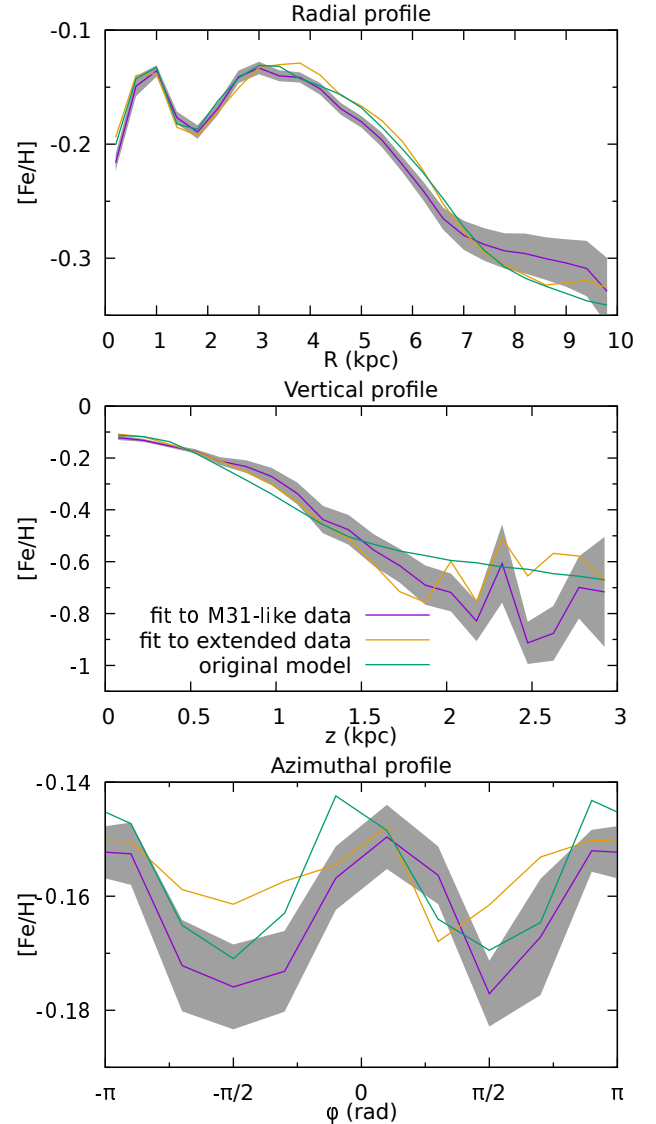 Radial profile
-0.1
-0.2
-0.3
[Fe/H]
0 1 2 3 4 5 6 7 8 9 10
R (kpc)
Vertical profile
0
-0.2
-0.4
-0.6
-0.8
-1
[Fe/H]
fit to M31-like data
fit to extended data
original model
0 0.5 1 1.5 2 2.5 3
z (kpc)
Azimuthal profile
-0.14
-0.16
-0.18
[Fe/H]
-π -π/2 0 π/2 π
φ (rad)